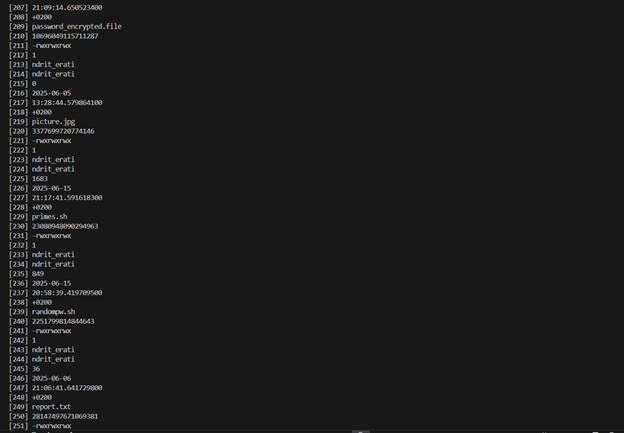 [207] 21:09:14.650523400
[208] +0200
[209] password_encrypted.file
[210] 10696049115711287
[211] -rwxrwxrwx
[212] 1
[213] ndrit_erati
[214] ndrit_erati
[215] 0
[216] 2025-06-05
[217] 13:28:44.579864100
[218] +0200
[219] picture.jpg
[220] 3377699720774146
[221] -rwxrwxrwx
[222] 1
[223] ndrit_erati
[224] ndrit_erati
[225] 1683
[226] 2025-06-15
[227] 21:17:41.591618300
[228] +0200
[229] primes.sh
[230] 23080948090294963
[231] -rwxrwxrwx
[232] 1
[233] ndrit_erati
[234] ndrit_erati
[235] 849
[236] 2025-06-15
[237] 20:58:39.419709500
[238] +0200
[239] randompw.sh
[240] 2251799814844643
[241] -rwxrwxrwx
[242] 1
[243] ndrit_erati
[244] ndrit_erati
[245] 36
[246] 2025-06-06
[247] 21:06:41.641729800
[248] +0200
[249] report.txt
[250] 28147497671069381
[251] -rwxrwxrwx